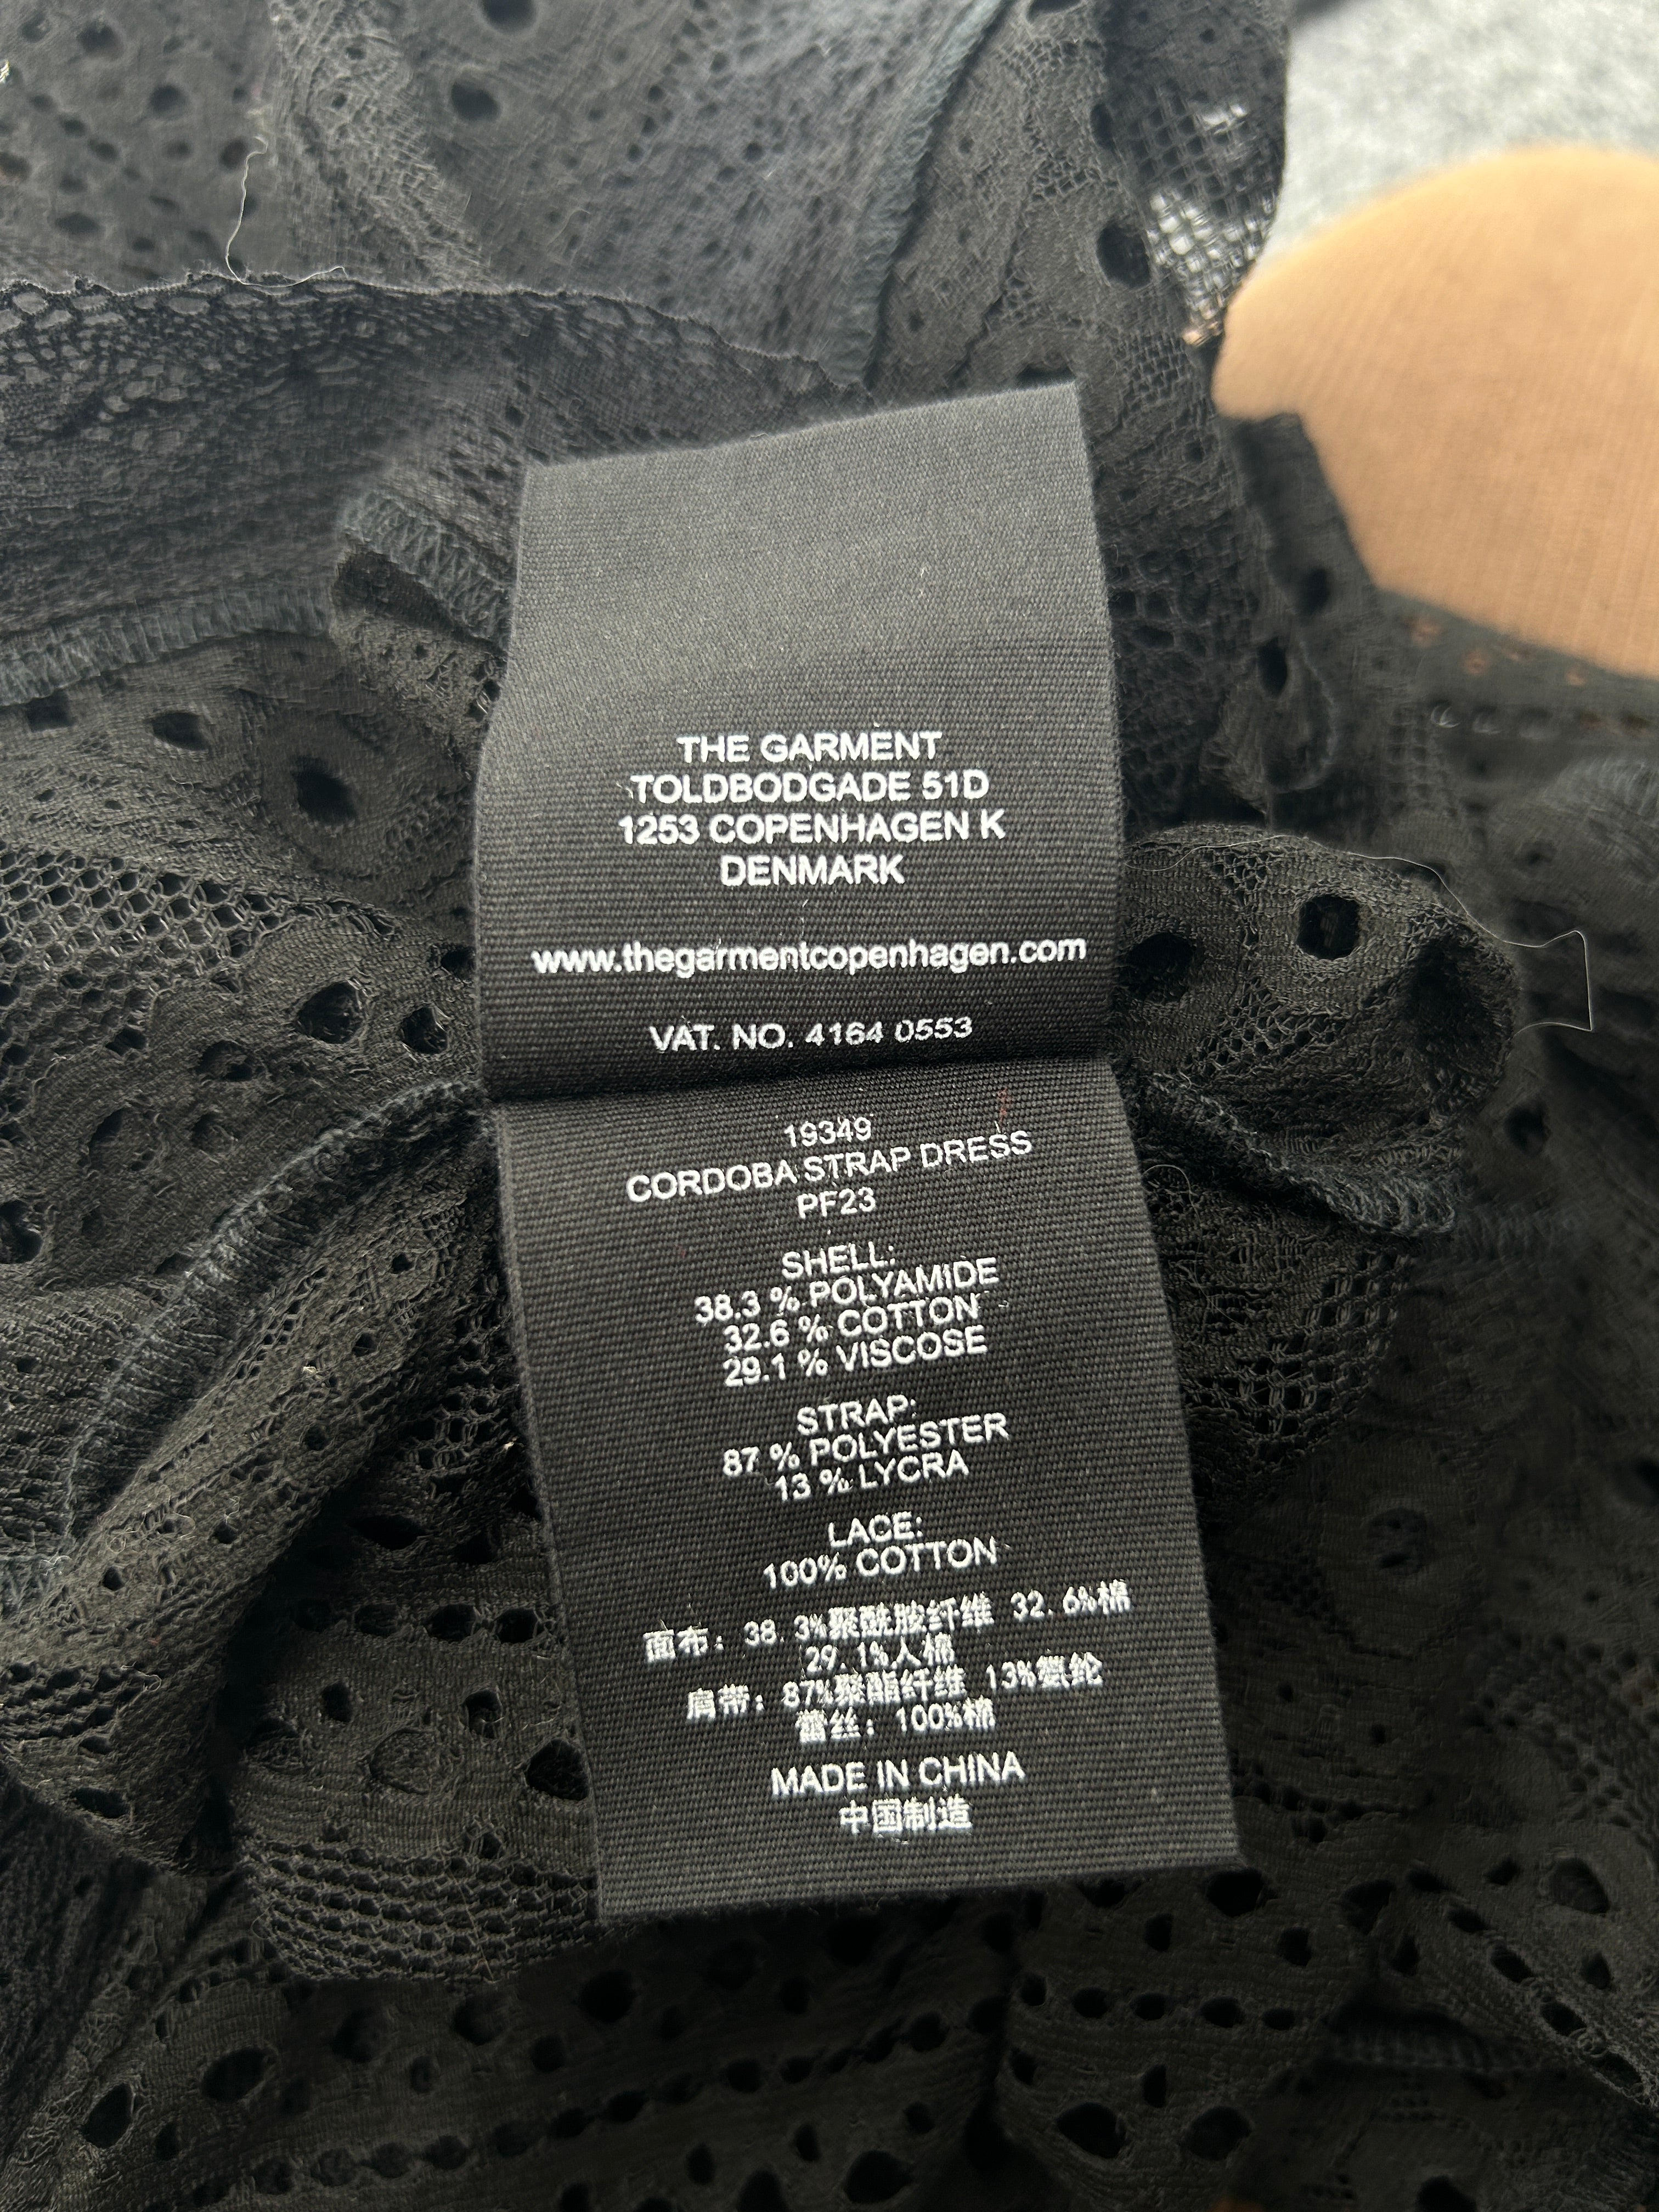 THE GARMENT
TOLDBODGADE 51D
1253 COPENHAGEN K
DENMARK
www.thegarmentcopenhagen.com
VAT. NO. 4164 0553
19349
CORDOBA STRAP DRESS
PF23
SHELL:
38.3 % POLYAMIDE
32.6 % COTTON
29.1 % VISCOSE
STRAP:
87 % POLYESTER
13 % LYCRA
LACE:
100% COTTON
面布: 38.3%聚酰胺纤维 32.6%棉
29.1%人棉
肩带: 87%聚酯纤维 13%氨纶
蕾丝: 100%棉
MADE IN CHINA
中国制造